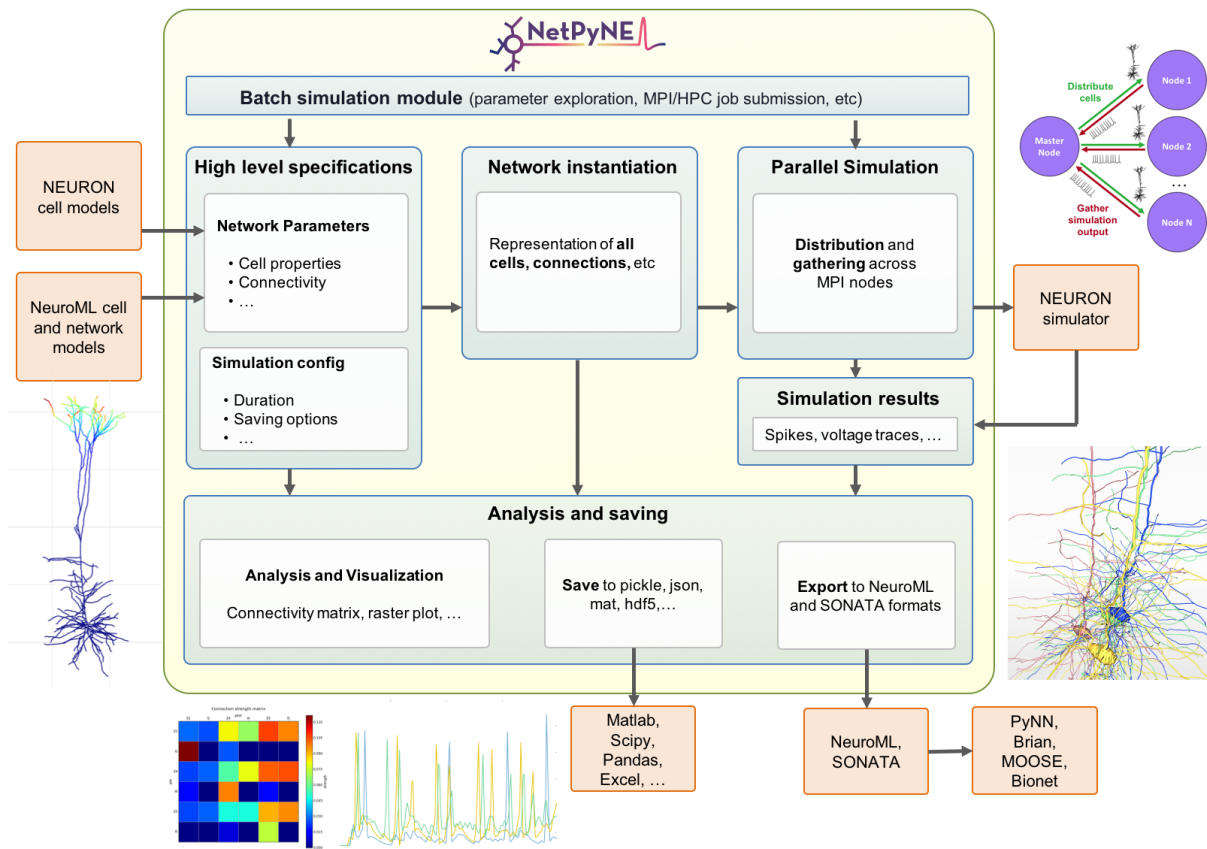 NetPyNE
Batch simulation module (parameter exploration, MPI/HPC job submission, etc)
NEURON
cell models
NeuroML cell
and network
models
High level specifications
Network Parameters
• Cell properties
• Connectivity
• …
Simulation config
• Duration
• Saving options
• …
Network instantiation
Representation of all
cells, connections, etc
Parallel Simulation
Distribution and
gathering across
MPI nodes
Simulation results
Spikes, voltage traces, …
NEURON
simulator
Distribute
cells
Master
Node
Node 1
Node 2
…
Node N
Gather
simulation
output
Analysis and saving
Analysis and Visualization
Connectivity matrix, raster plot, …
Save to pickle, json,
mat, hdf5,…
Export to NeuroML
and SONATA formats
Connection strength matrix
Matlab,
Scipy,
Pandas,
Excel, …
NeuroML,
SONATA
PyNN,
Brian,
MOOSE,
Bionet